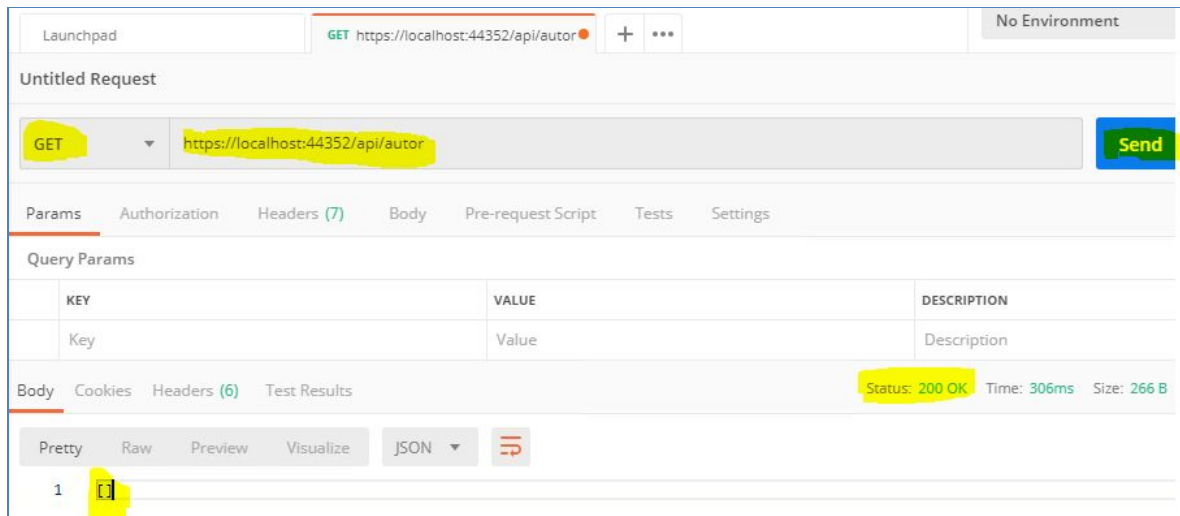 Launchpad GET https://localhost:44352/api/autor + ••• No Environment
Untitled Request
GET https://localhost:44352/api/autor Send
Params Authorization Headers (7) Body Pre-request Script Tests Settings
Query Params
KEY VALUE DESCRIPTION
Key Value Description
Body Cookies Headers (6) Test Results Status: 200 OK Time: 306ms Size: 266 B
Pretty Raw Preview Visualize JSON
1 []